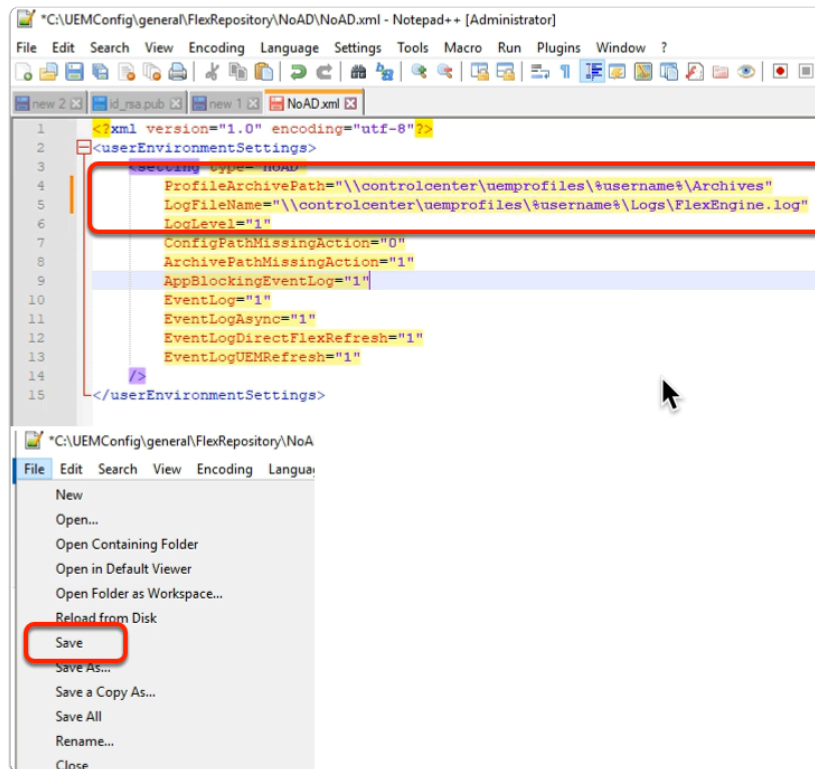 *C:\UEMConfig\general\FlexRepository\NoAD\NoAD.xml - Notepad++ [Administrator]
File Edit Search View Encoding Language Settings Tools Macro Run Plugins Window ?
new 2 id_rsa.pub new 1 NoAD.xml
1 <?xml version="1.0" encoding="utf-8"?>
2 <userEnvironmentSettings>
3 <setting type="noAD"
4 ProfileArchivePath="\\controlcenter\uemprofiles\%username%\Archives"
5 LogFileName="\\controlcenter\uemprofiles\%username%\Logs\FlexEngine.log"
6 LogLevel="1"
7 ConfigPathMissingAction="0"
8 ArchivePathMissingAction="1"
9 AppBlockingEventLog="1"
10 EventLog="1"
11 EventLogAsync="1"
12 EventLogDirectFlexRefresh="1"
13 EventLogUEMRefresh="1"
14 />
15 </userEnvironmentSettings>
*C:\UEMConfig\general\FlexRepository\NoA
File Edit Search View Encoding Langua
New
Open...
Open Containing Folder
Open in Default Viewer
Open Folder as Workspace...
Reload from Disk
Save
Save As...
Save a Copy As...
Save All
Rename...
Close